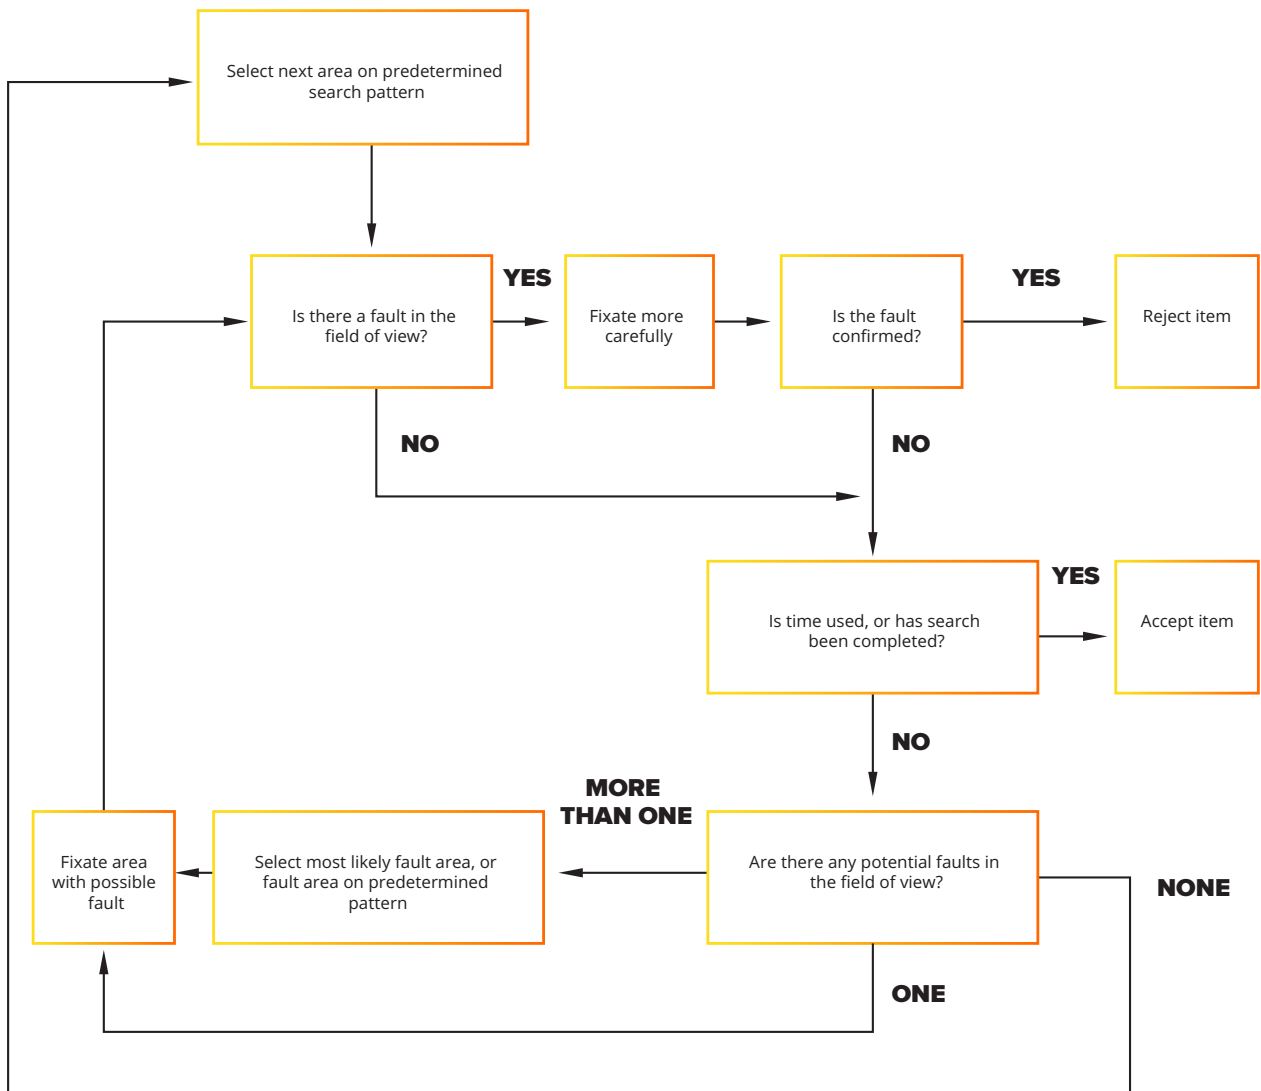 Select next area on predetermined
search pattern
Is there a fault in the
field of view?
YES
Fixate more
carefully
Is the fault
confirmed?
YES
Reject item
NO
NO
Is time used, or has search
been completed?
YES
Accept item
NO
MORE
THAN ONE
Fixate area
with possible
fault
Select most likely fault area, or
fault area on predetermined
pattern
Are there any potential faults in
the field of view?
NONE
ONE